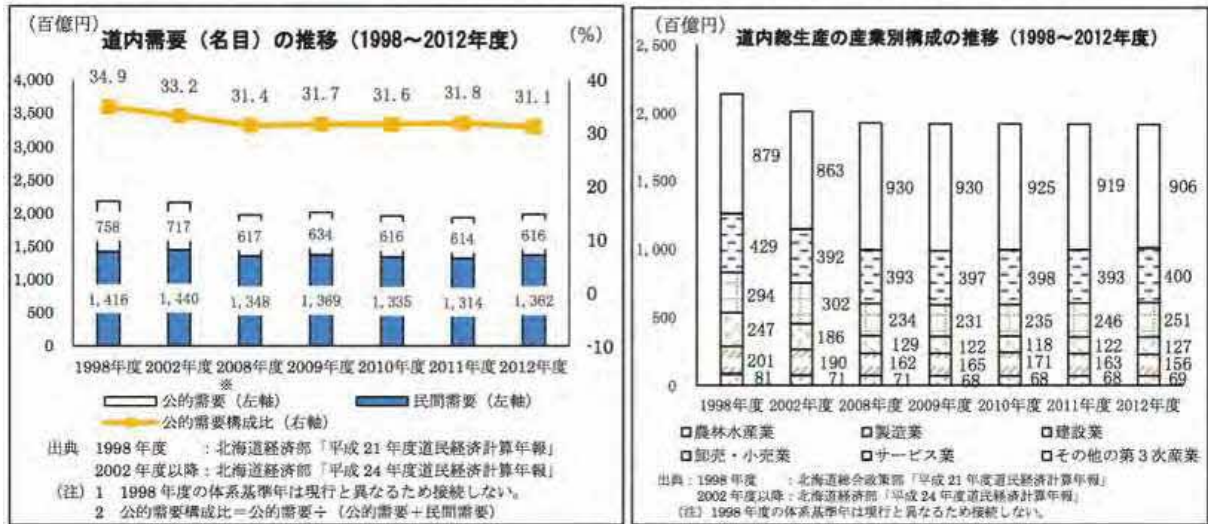 (百億円)
道内需要（名目）の推移（1998～2012年度）
(％)
4,000
3,500
3,000
2,500
2,000
1,500
1,000
500
0
40
30
20
10
0
-10
34.9 33.2 31.4 31.7 31.6 31.8 31.1
758 717 617 634 616 614 616
1,416 1,440 1,348 1,369 1,335 1,314 1,362
1998年度 2002年度 2008年度 2009年度 2010年度 2011年度 2012年度
※
公的需要（左軸） 民間需要（左軸）
公的需要構成比（右軸）
出典 1998年度 ：北海道経済部「平成21年度道民経済計算年報」
2002年度以降：北海道経済部「平成24年度道民経済計算年報」
(注) 1 1998年度の体系基準年は現行と異なるため接続しない。
2 公的需要構成比＝公的需要÷（公的需要＋民間需要）
(百億円)
道内総生産の産業別構成の推移（1998～2012年度）
2,500
2,000
1,500
1,000
500
0
879 863 930 930 925 919 906
429 392 393 397 398 393 400
294 302 234 231 235 246 251
247 186 129 122 118 122 127
201 190 162 165 171 163 156
81 71 71 68 68 68 69
1998年度 2002年度 2008年度 2009年度 2010年度 2011年度 2012年度
農林水産業 製造業 建設業
卸売・小売業 サービス業 その他の第3次産業
出典：1998年度 ：北海道総合政策部「平成21年度道民経済計算年報」
2002年度以降：北海道経済部「平成24年度道民経済計算年報」
(注) 1998年度の体系基準年は現行と異なるため接続しない。